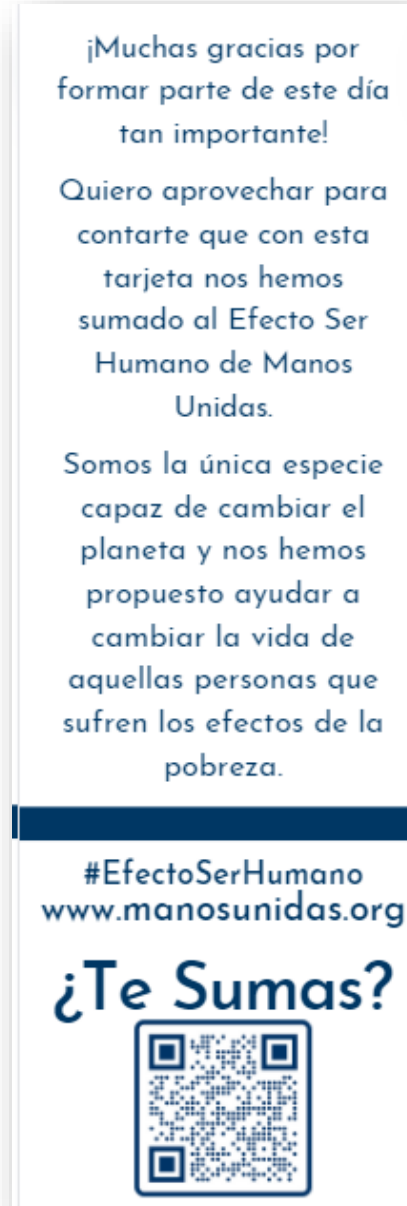 ¡Muchas gracias por
formar parte de este día
tan importante!
Quiero aprovechar para
contarte que con esta
tarjeta nos hemos
sumado al Efecto Ser
Humano de Manos
Unidas.
Somos la única especie
capaz de cambiar el
planeta y nos hemos
propuesto ayudar a
cambiar la vida de
aquellas personas que
sufren los efectos de la
pobreza.
#EfectoSerHumano
www.manosunidas.org
¿Te Sumas?